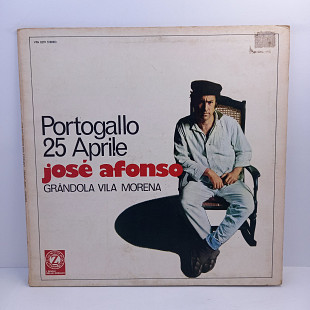 Portogallo
25 Aprile
josé afonso
GRÂNDOLA VILA MORENA